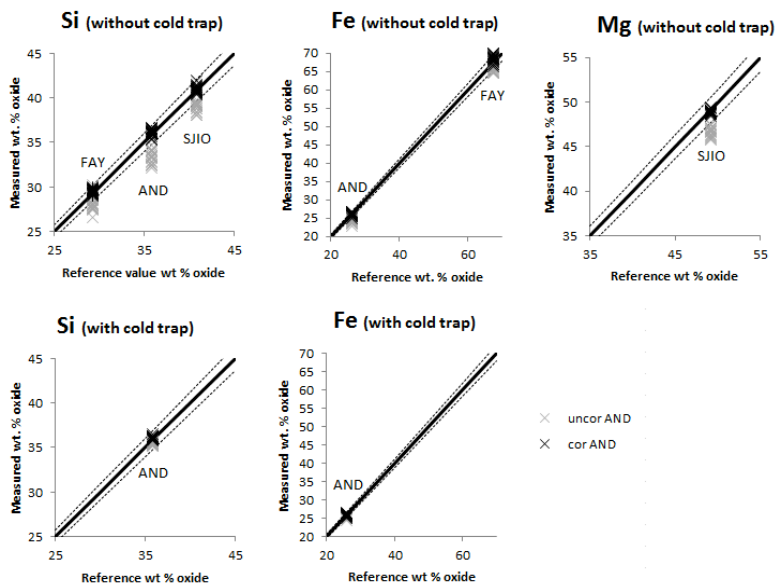 Si (without cold trap)
45
40
35
30
25
25
35
45
Measured wt. % oxide
Reference value wt % oxide
FAY
AND
SJIO
Fe (without cold trap)
70
65
60
55
50
45
40
35
30
25
20
20
40
60
Measured wt. % oxide
Reference wt. % oxide
AND
FAY
Mg (without cold trap)
55
50
45
40
35
35
45
55
Measured wt. % oxide
Reference wt % oxide
SJIO
Si (with cold trap)
45
40
35
30
25
25
35
45
Measured wt. % oxide
Reference wt % oxide
AND
Fe (with cold trap)
70
65
60
55
50
45
40
35
30
25
20
20
40
60
Measured wt. % oxide
Reference wt % oxide
AND
uncor AND
cor AND